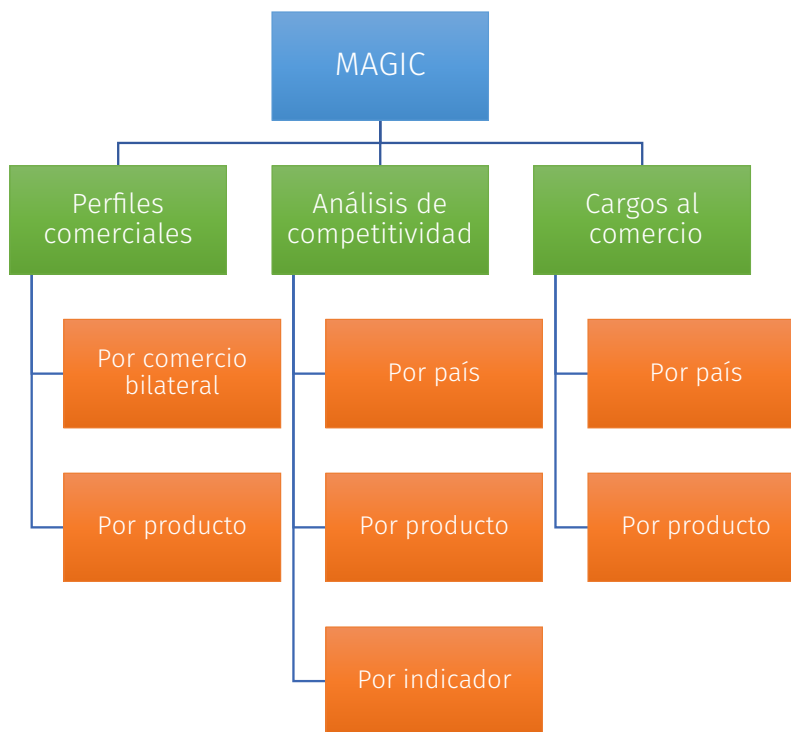 MAGIC
Perfiles
comerciales
Análisis de
competitividad
Cargos al
comercio
Por comercio
bilateral
Por país
Por país
Por producto
Por producto
Por producto
Por indicador